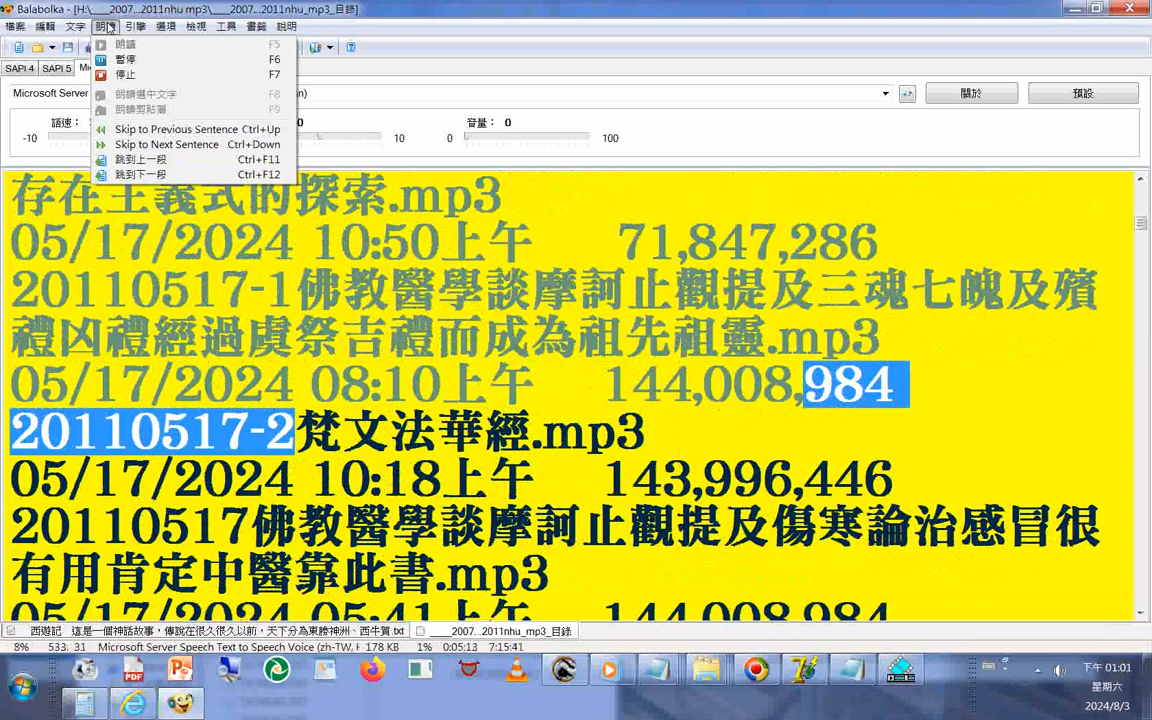 Balabolka - [H:\____2007...2011nhu mp3\____2007...2011nhu_mp3_目錄]
檔案 編輯 文字 朗讀 引擎 選項 檢視 工具 書籤 說明
朗讀 F5
暫停 F6
停止 F7
朗讀選中文字 F8
朗讀剪貼簿 F9
Skip to Previous Sentence Ctrl+Up
Skip to Next Sentence Ctrl+Down
跳到上一段 Ctrl+F11
跳到下一段 Ctrl+F12
SAPI 4 SAPI 5
Microsoft Server
關於 預設
語速: 0 音量: 0
-10 10 0 100
存在主義式的探索.mp3
05/17/2024 10:50上午 71,847,286
20110517-1佛教醫學談摩訶止觀提及三魂七魄及殯
禮凶禮經過虞祭吉禮而成為祖先祖靈.mp3
05/17/2024 08:10上午 144,008,984
20110517-2梵文法華經.mp3
05/17/2024 10:18上午 143,996,446
20110517佛教醫學談摩訶止觀提及傷寒論治感冒很
有用肯定中醫靠此書.mp3
05/17/2024 05:41上午 144,008,984
西遊記 這是一個神話故事，傳說在很久很久以前，天下分為東勝神洲、西牛賀.txt ____2007...2011nhu_mp3_目錄
8% 533: 31 Microsoft Server Speech Text to Speech Voice (zh-TW, 178 KB 1% 0:05:13 7:15:41
下午 01:01
星期六
2024/8/3